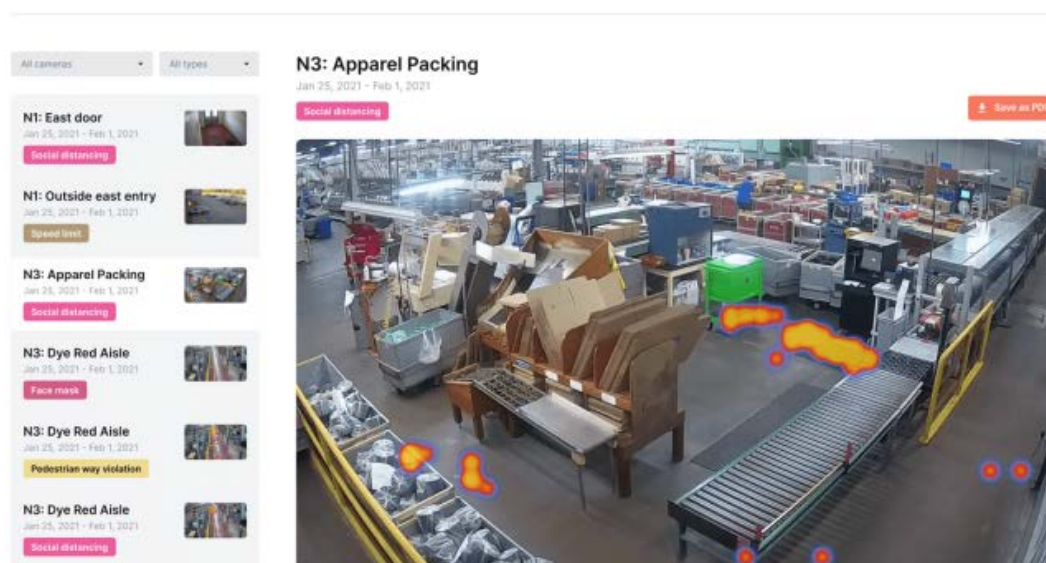 All cameras
All types
N1: East door
Jan 25, 2021 - Feb 1, 2021
Social distancing
N1: Outside east entry
Jan 25, 2021 - Feb 1, 2021
Speed limit
N3: Apparel Packing
Jan 25, 2021 - Feb 1, 2021
Social distancing
N3: Dye Red Aisle
Jan 25, 2021 - Feb 1, 2021
Face mask
N3: Dye Red Aisle
Jan 25, 2021 - Feb 1, 2021
Pedestrian way violation
N3: Dye Red Aisle
Jan 25, 2021 - Feb 1, 2021
Social distancing
N3: Apparel Packing
Jan 25, 2021 - Feb 1, 2021
Social distancing
Save as PD